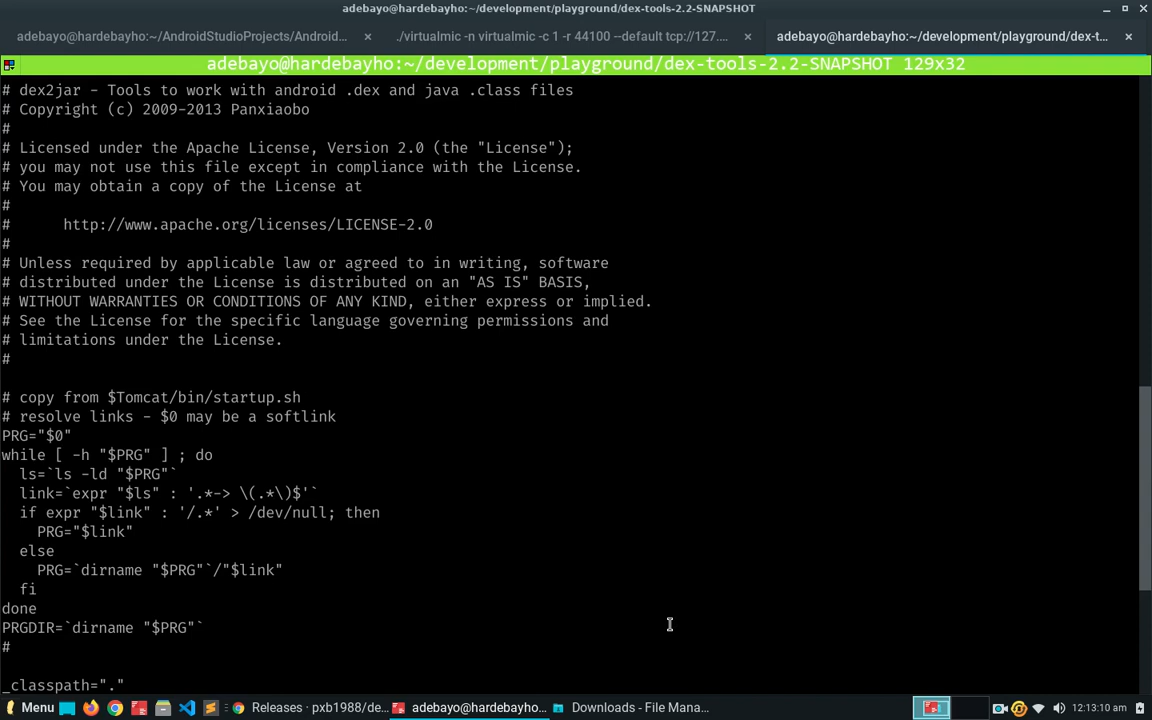 adebayo@hardebayho:~/development/playground/dex-tools-2.2-SNAPSHOT
adebayo@hardebayho:~/AndroidStudioProjects/Android...
./virtualmic -n virtualmic -c 1 -r 44100 --default tcp://127....
adebayo@hardebayho:~/development/playground/dex-t...
adebayo@hardebayho:~/development/playground/dex-tools-2.2-SNAPSHOT 129x32
# dex2jar - Tools to work with android .dex and java .class files
# Copyright (c) 2009-2013 Panxiaobo
#
# Licensed under the Apache License, Version 2.0 (the "License");
# you may not use this file except in compliance with the License.
# You may obtain a copy of the License at
#
#      http://www.apache.org/licenses/LICENSE-2.0
#
# Unless required by applicable law or agreed to in writing, software
# distributed under the License is distributed on an "AS IS" BASIS,
# WITHOUT WARRANTIES OR CONDITIONS OF ANY KIND, either express or implied.
# See the License for the specific language governing permissions and
# limitations under the License.
#
# copy from $Tomcat/bin/startup.sh
# resolve links - $0 may be a softlink
PRG="$0"
while [ -h "$PRG" ] ; do
  ls=`ls -ld "$PRG"`
  link=`expr "$ls" : '.*-> \(.*\)$'`
  if expr "$link" : '/.*' > /dev/null; then
    PRG="$link"
  else
    PRG=`dirname "$PRG"`/"$link"
  fi
done
PRGDIR=`dirname "$PRG"`
#
_classpath="."
Menu
Releases · pxb1988/de...
adebayo@hardebayho...
Downloads - File Mana...
12:13:10 am